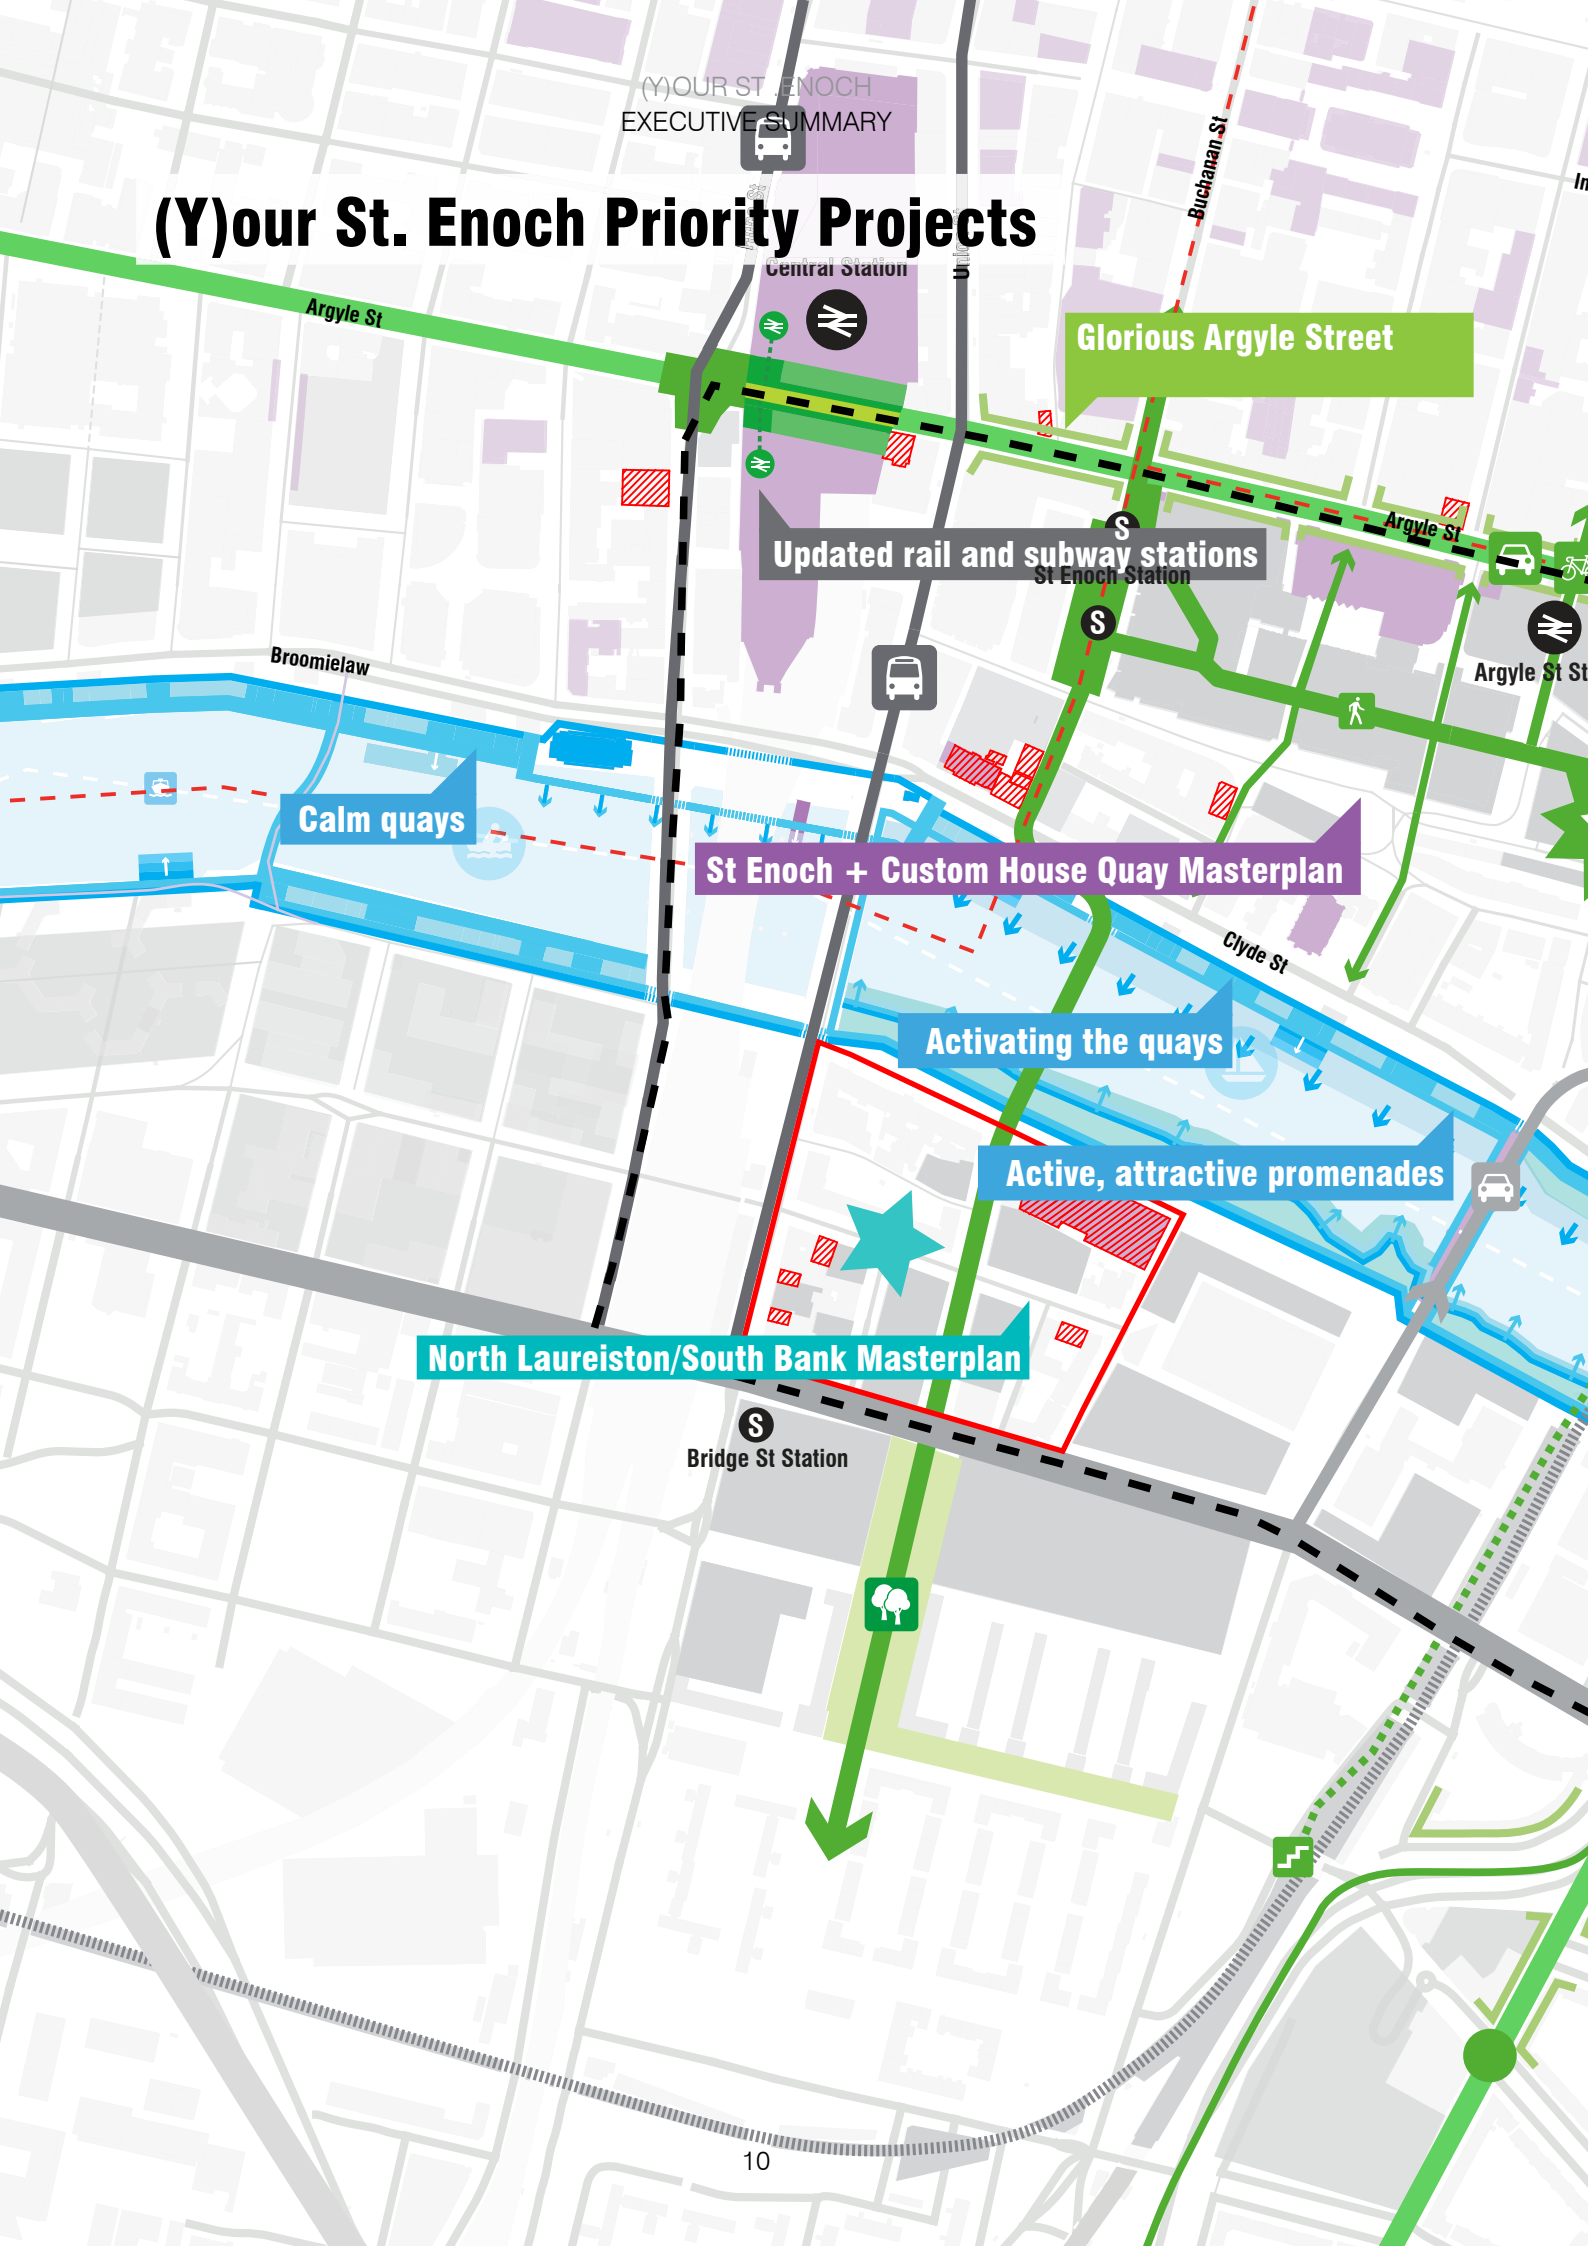 (Y)OUR ST .ENOCH
EXECUTIVE SUMMARY
Buchanan St
(Y)our St. Enoch Priority Projects
Central Station
Argyle St
Glorious Argyle Street
Argyle St
S
Updated rail and subway stations
St Enoch Station
S
Broomielaw
Argyle St St
Calm quays
St Enoch + Custom House Quay Masterplan
Clyde St
Activating the quays
Active, attractive promenades
North Laureiston/South Bank Masterplan
S
Bridge St Station
10